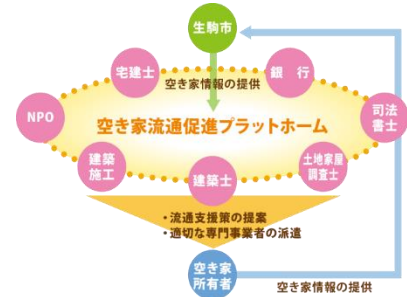 生駒市
宅建士
銀行
空き家情報の提供
NPO
司法
書士
空き家流通促進プラットホーム
建築
施工
建築士
土地家屋
調査士
・流通支援策の提案
・適切な専門事業者の派遣
空き家
所有者
空き家情報の提供